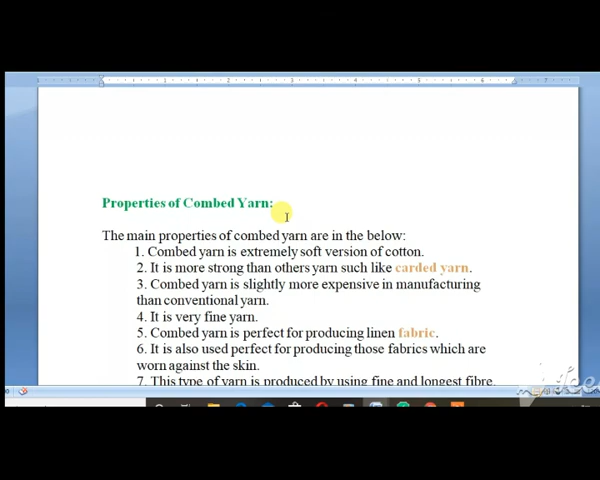 Properties of Combed Yarn:
The main properties of combed yarn are in the below:
1. Combed yarn is extremely soft version of cotton.
2. It is more strong than others yarn such like carded yarn.
3. Combed yarn is slightly more expensive in manufacturing
than conventional yarn.
4. It is very fine yarn.
5. Combed yarn is perfect for producing linen fabric.
6. It is also used perfect for producing those fabrics which are
worn against the skin.
7. This type of yarn is produced by using fine and longest fibre.